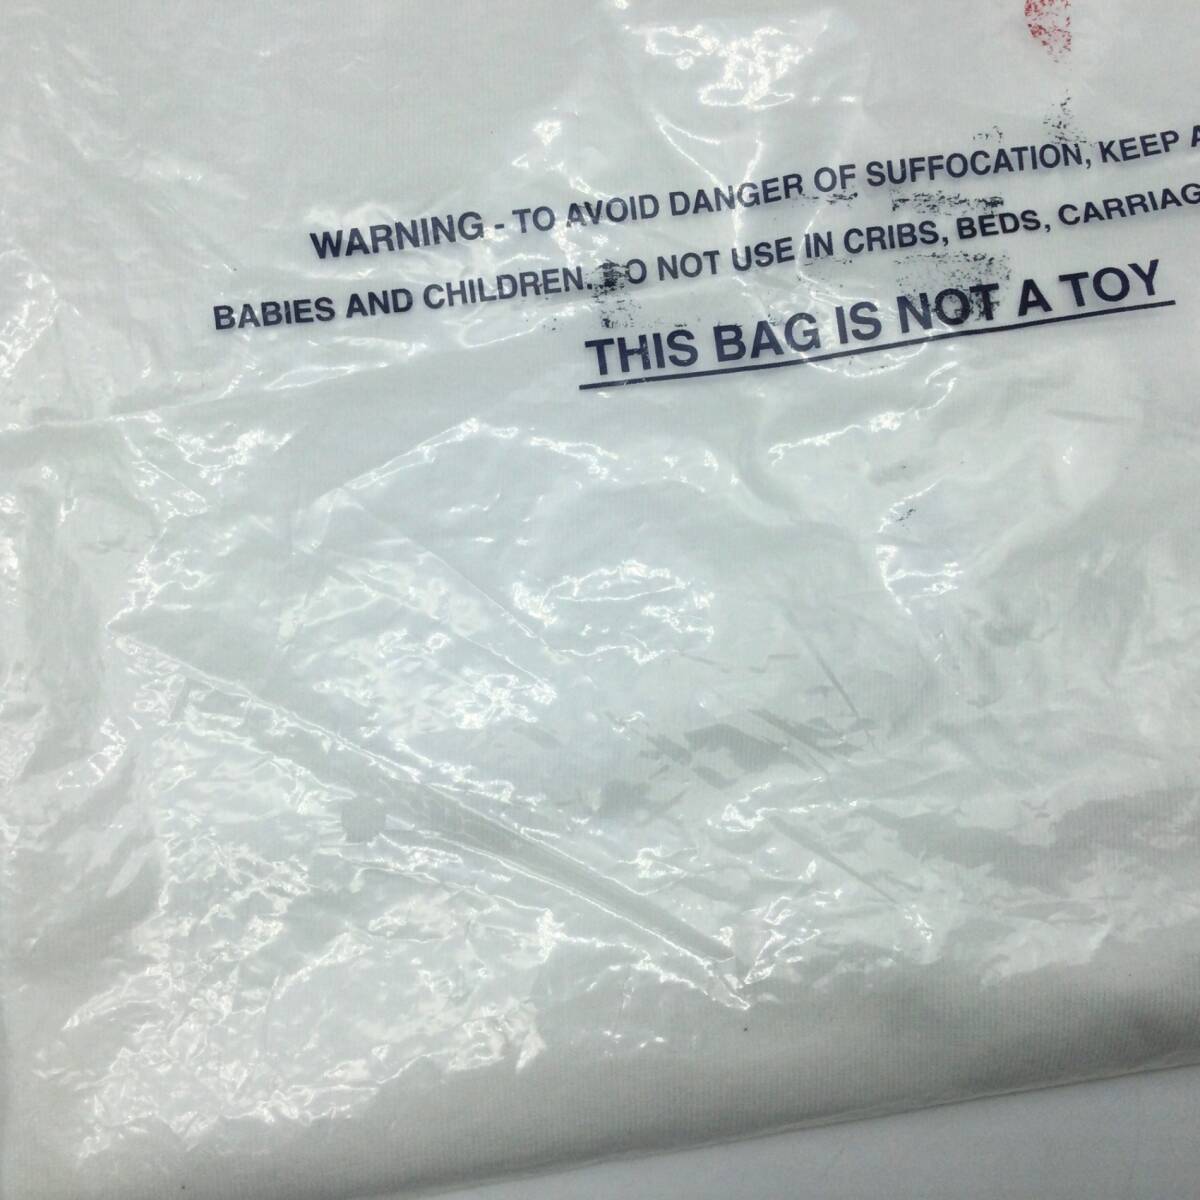 WARNING - TO AVOID DANGER OF SUFFOCATION, KEEP A
BABIES AND CHILDREN. DO NOT USE IN CRIBS, BEDS, CARRIAG
THIS BAG IS NOT A TOY